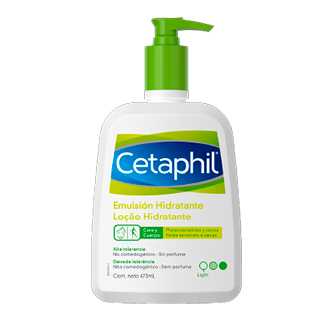 Cetaphil
Emulsión Hidratante
Loção Hidratante
Cara y
Cuerpo
Pieles sensibles y secas
Peles sensíveis e secas
Alta tolerancia
No comedogénico · Sin perfume
Elevada tolerância
Não comedogénico · Sem perfume
Cont. neto 473mL
Light